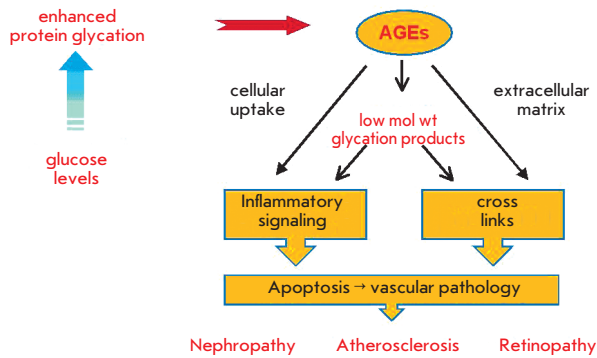 enhanced
protein glycation
AGEs
cellular
uptake
extracellular
matrix
low mol wt
glycation products
glucose
levels
Inflammatory
signaling
cross
links
Apoptosis → vascular pathology
Nephropathy
Atherosclerosis
Retinopathy